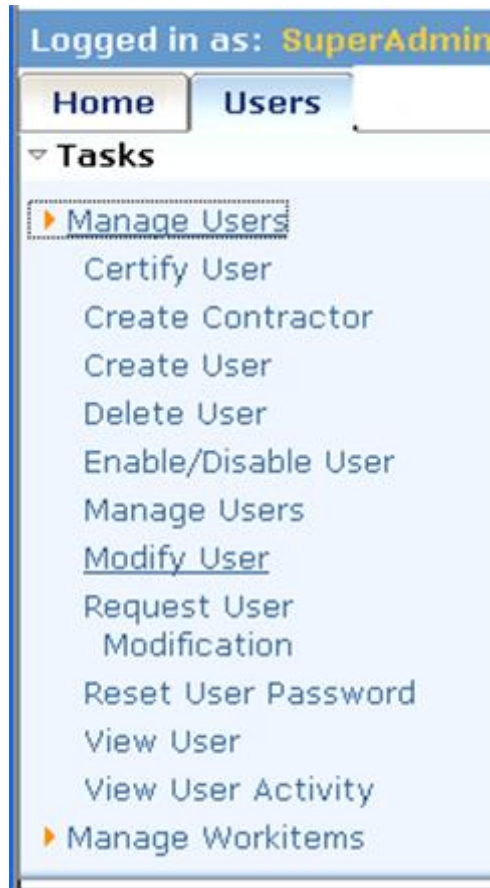 Logged in as: SuperAdmin
Home Users
Tasks
Manage Users
Certify User
Create Contractor
Create User
Delete User
Enable/Disable User
Manage Users
Modify User
Request User
Modification
Reset User Password
View User
View User Activity
Manage Workitems